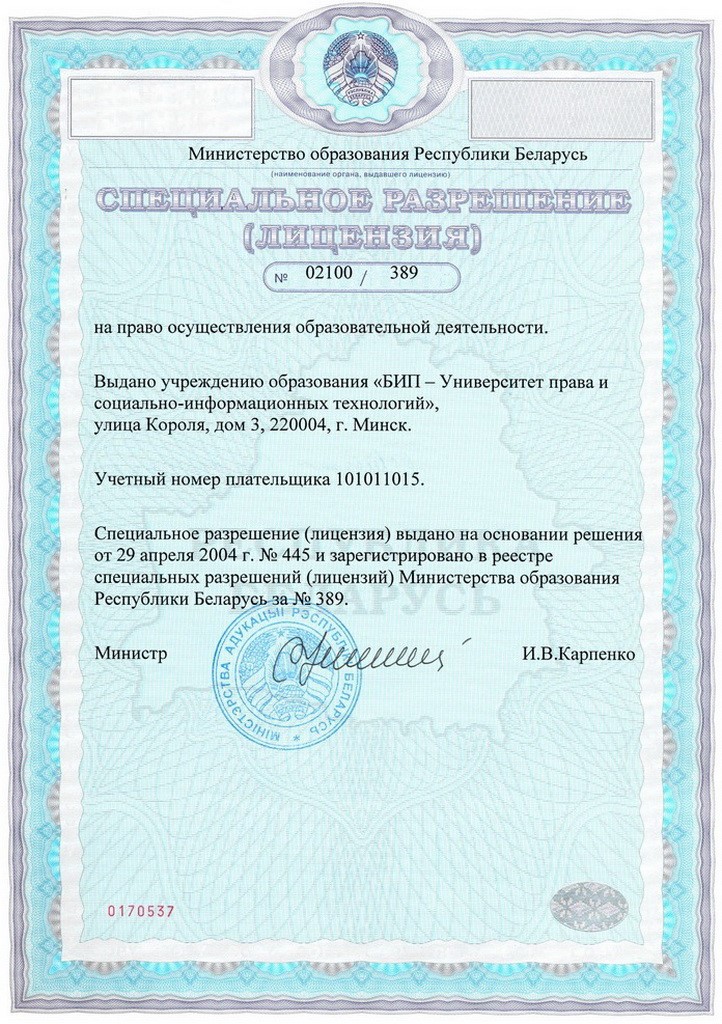 Министерство образования Республики Беларусь
(наименование органа, выдавшего лицензию)
СПЕЦИАЛЬНОЕ РАЗРЕШЕНИЕ
(ЛИЦЕНЗИЯ)
№ 02100 / 389
на право осуществления образовательной деятельности.
Выдано учреждению образования «БИП – Университет права и
социально-информационных технологий»,
улица Короля, дом 3, 220004, г. Минск.
Учетный номер плательщика 101011015.
Специальное разрешение (лицензия) выдано на основании решения
от 29 апреля 2004 г. № 445 и зарегистрировано в реестре
специальных разрешений (лицензий) Министерства образования
Республики Беларусь за № 389.
Министр И.В.Карпенко
МІНІСТЭРСТВА АДУКАЦЫІ РЭСПУБЛІКІ БЕЛАРУСЬ
0170537